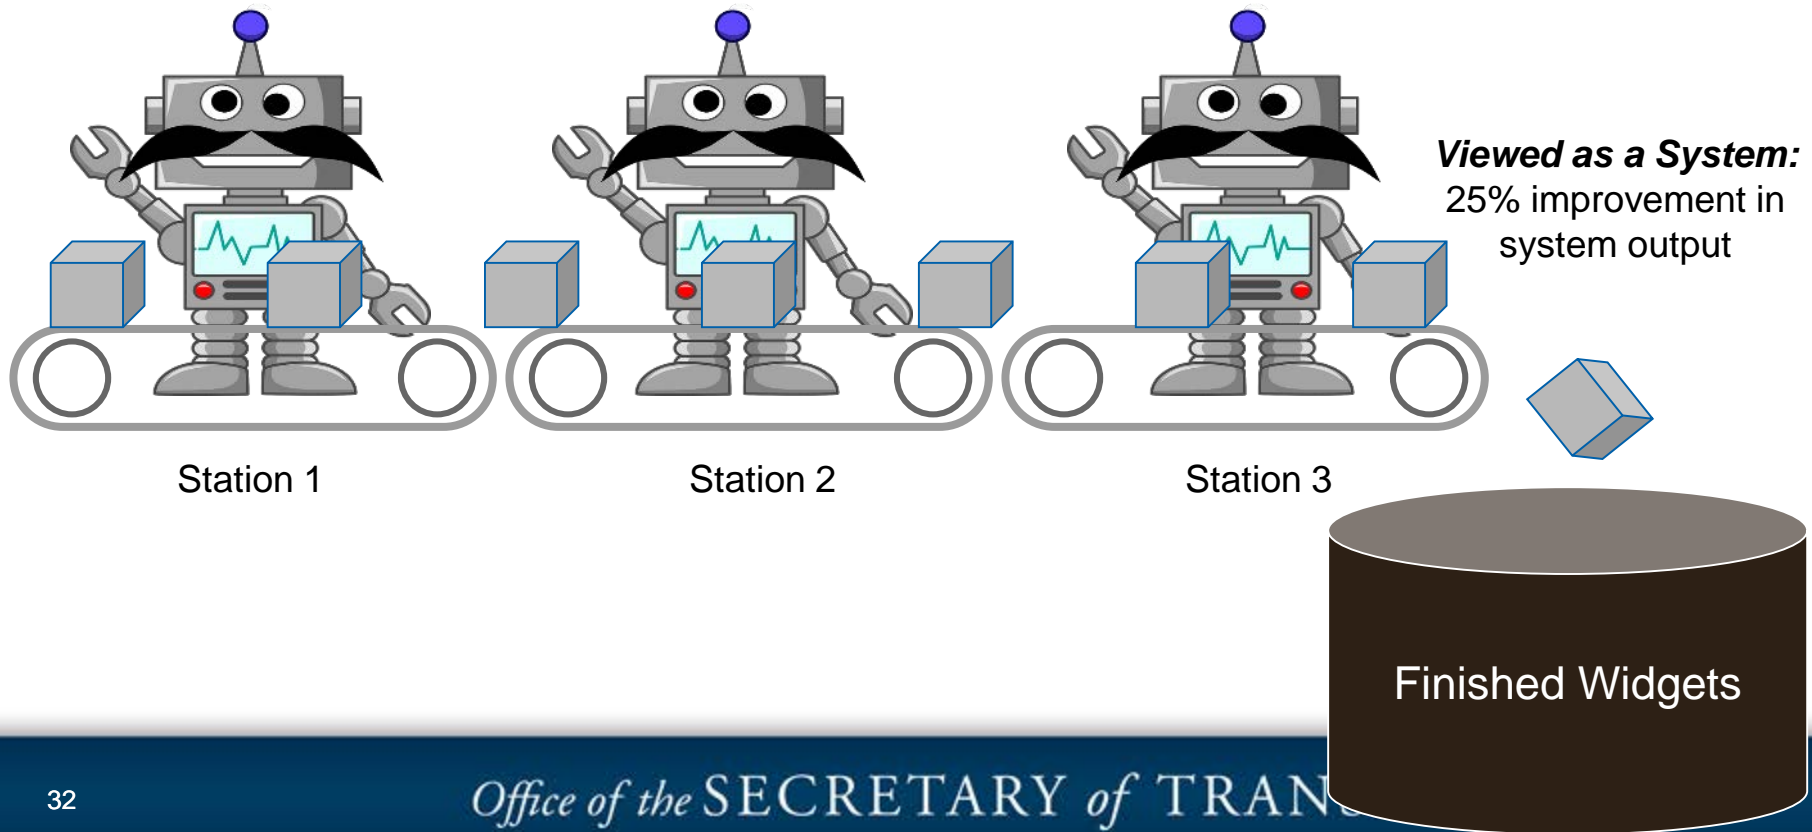 Viewed as a System:
25% improvement in
system output
Station 1
Station 2
Station 3
Finished Widgets
32
Office of the SECRETARY of TRAN